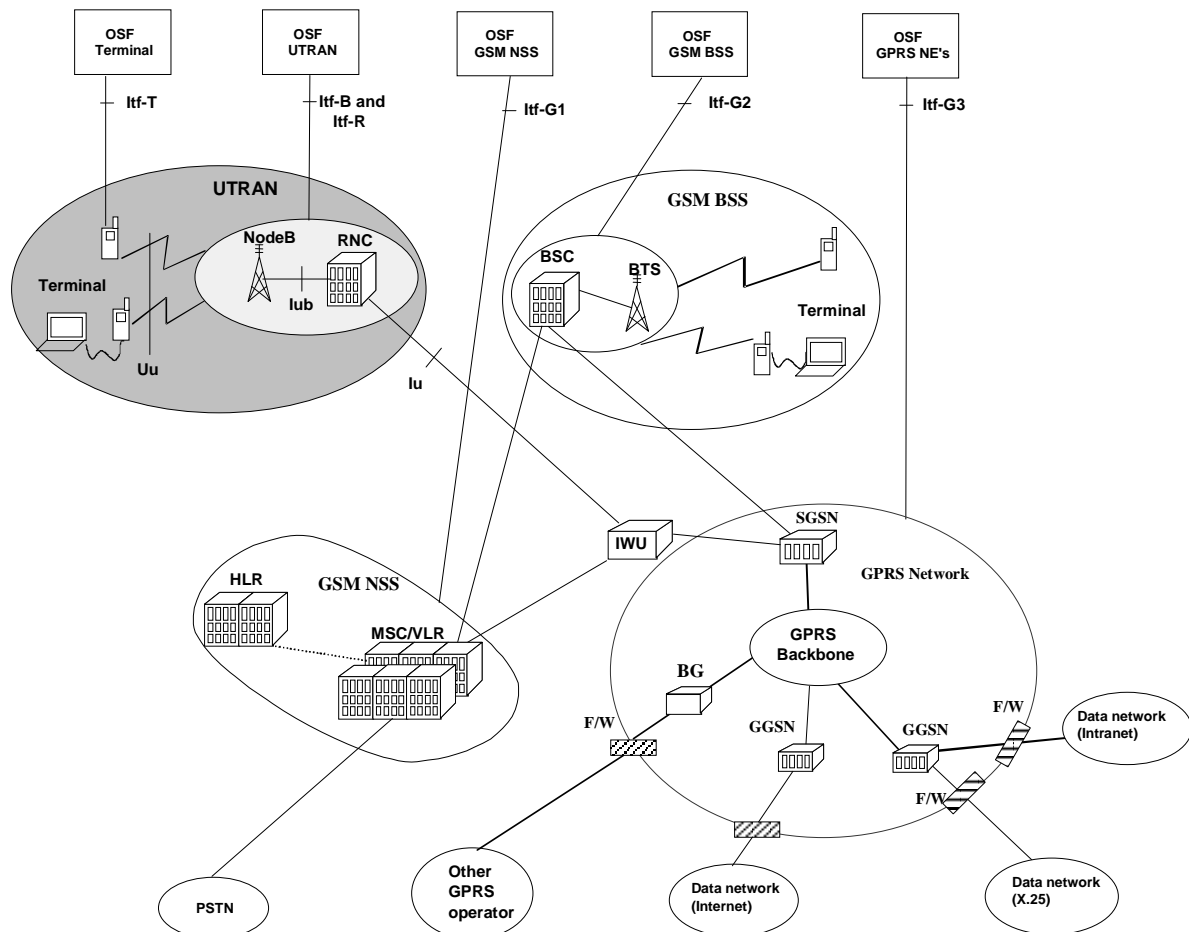 OSF
Terminal
OSF
UTRAN
OSF
GSM NSS
OSF
GSM BSS
OSF
GPRS NE's
Itf-T
Itf-B and
Itf-R
Itf-G1
Itf-G2
Itf-G3
UTRAN
GSM BSS
NodeB
RNC
BSC
BTS
Terminal
Iub
Terminal
Uu
Iu
SGSN
IWU
GPRS Network
HLR
GSM NSS
MSC/VLR
GPRS
Backbone
BG
F/W
F/W
GGSN
GGSN
Data network
(Intranet)
F/W
Other
GPRS
operator
PSTN
Data network
(Internet)
Data network
(X.25)